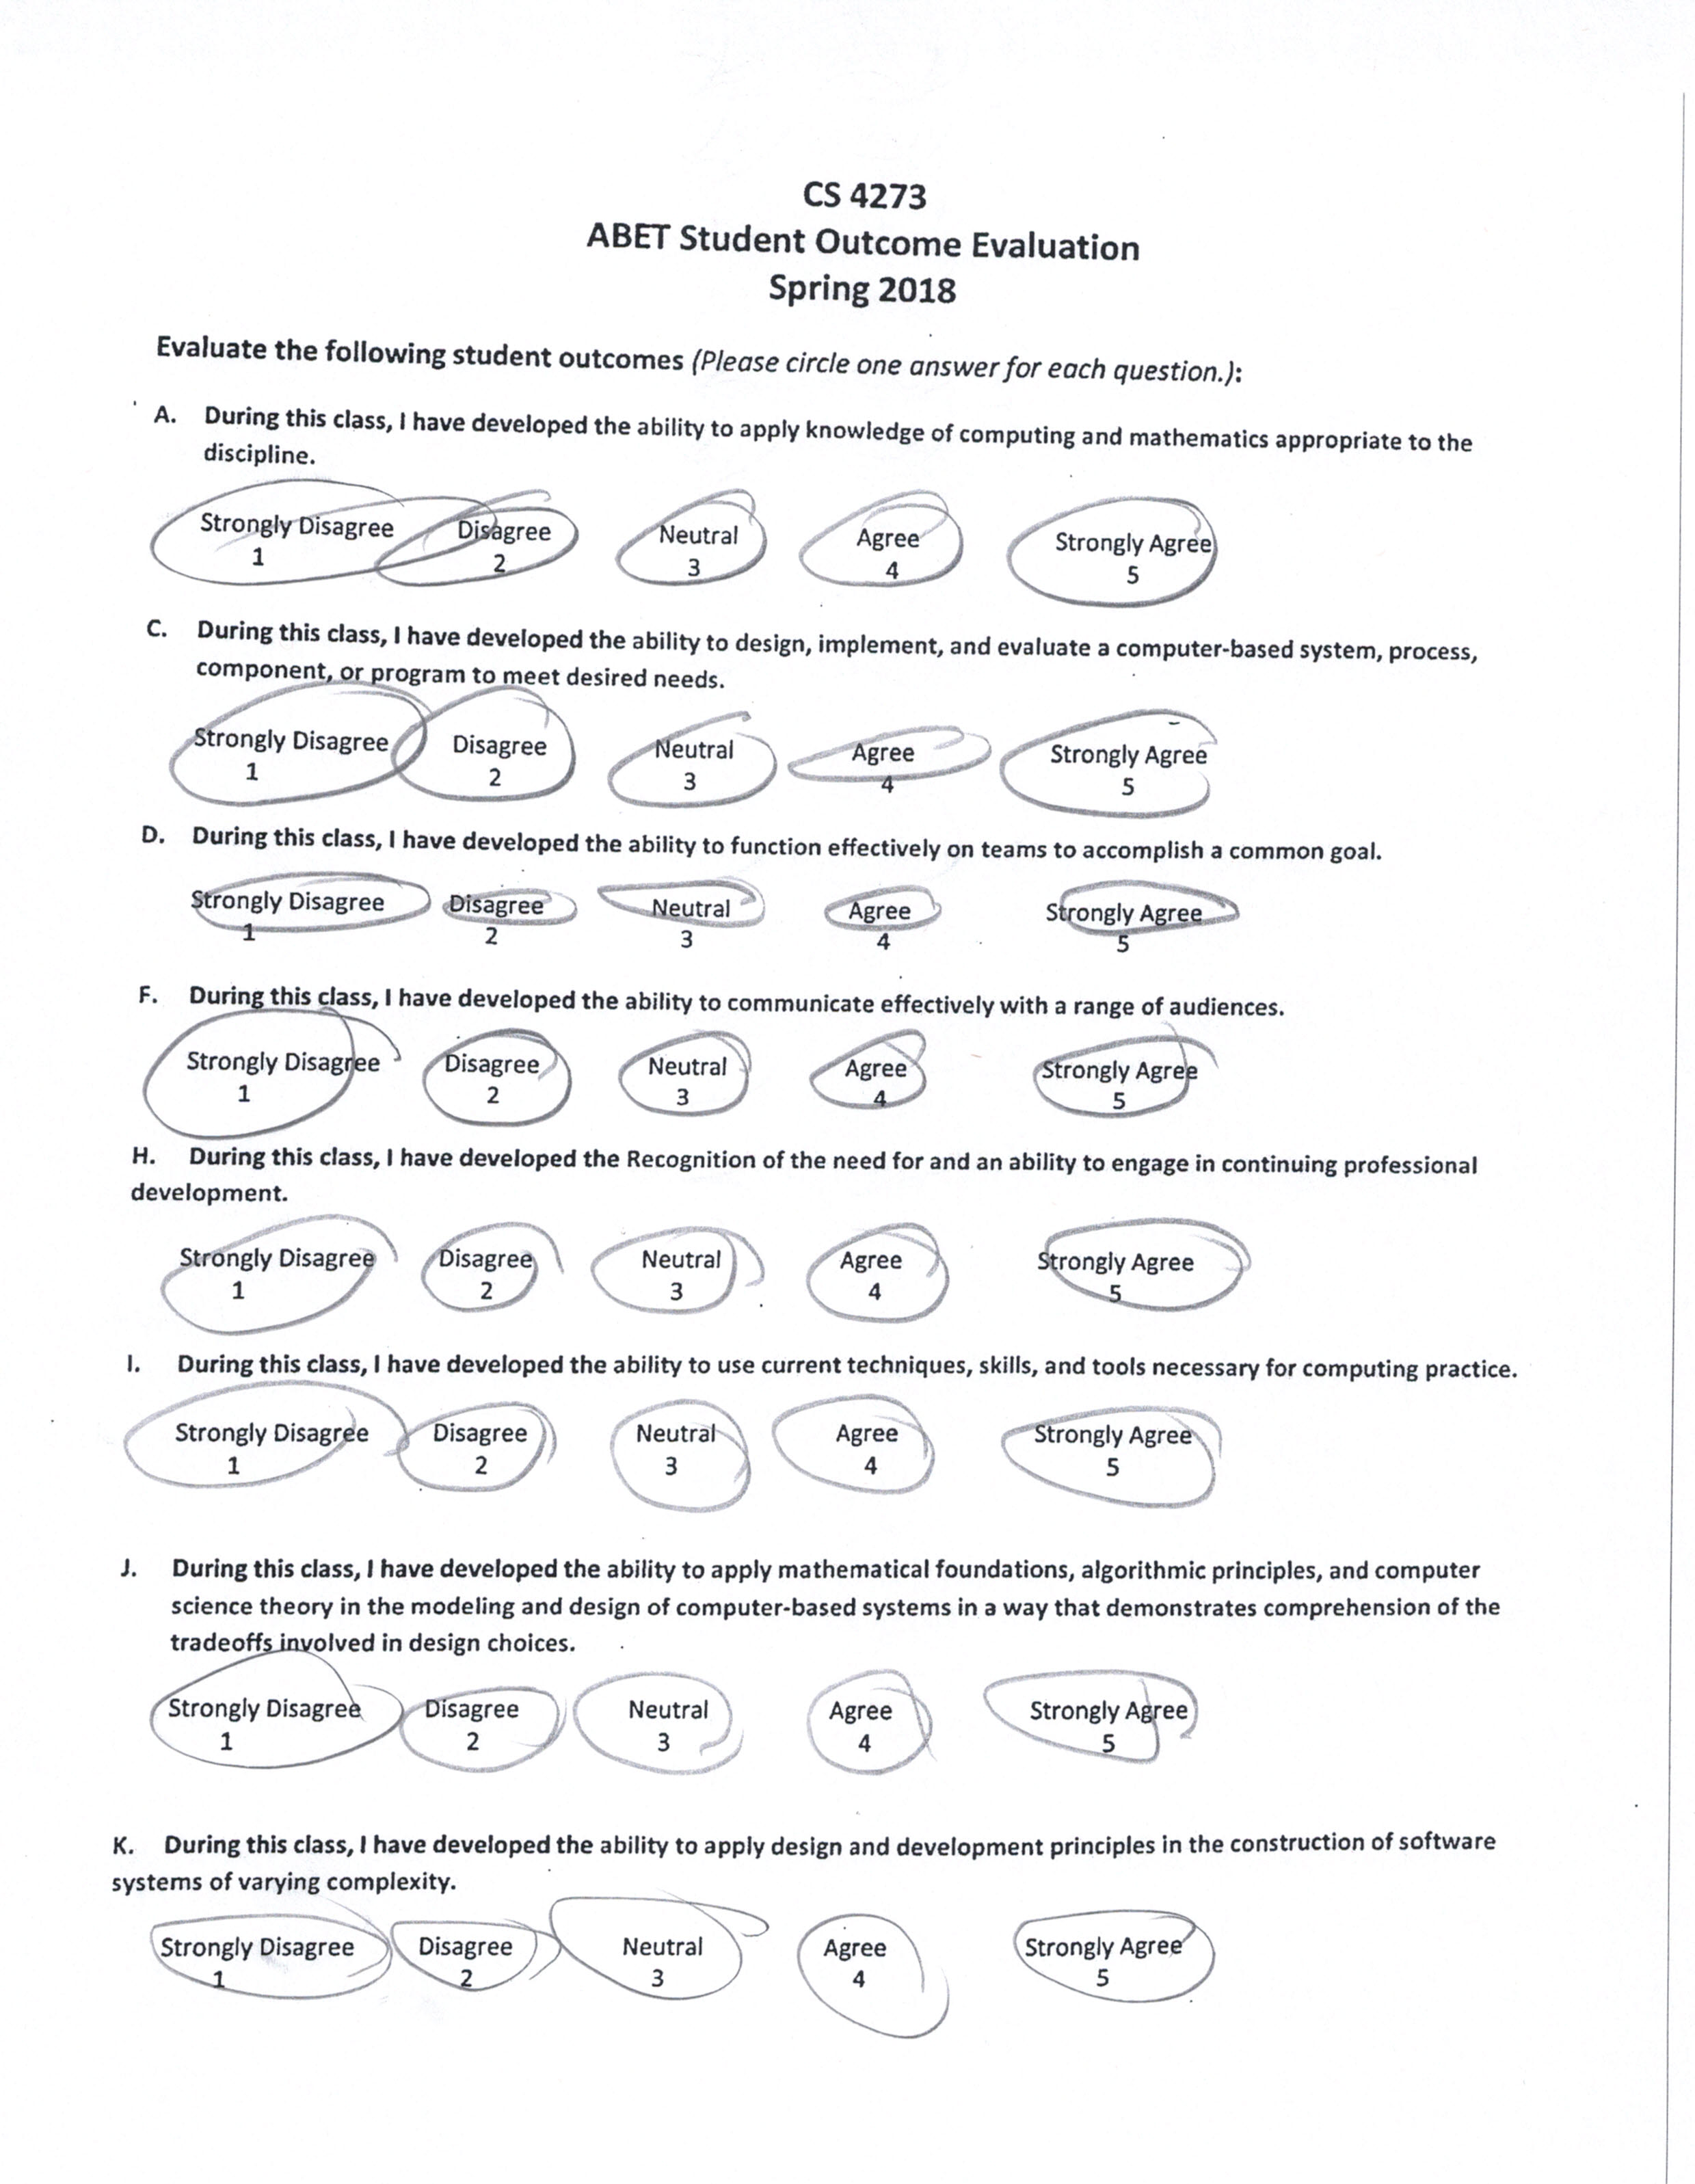 CS 4273
ABET Student Outcome Evaluation
Spring 2018
Evaluate the following student outcomes (Please circle one answer for each question.):
A. During this class, I have developed the ability to apply knowledge of computing and mathematics appropriate to the
discipline.
Strongly Disagree Disagree Neutral Agree Strongly Agree
1 2 3 4 5
C. During this class, I have developed the ability to design, implement, and evaluate a computer-based system, process,
component, or program to meet desired needs.
Strongly Disagree Disagree Neutral Agree Strongly Agree
1 2 3 4 5
D. During this class, I have developed the ability to function effectively on teams to accomplish a common goal.
Strongly Disagree Disagree Neutral Agree Strongly Agree
1 2 3 4 5
F. During this class, I have developed the ability to communicate effectively with a range of audiences.
Strongly Disagree Disagree Neutral Agree Strongly Agree
1 2 3 4 5
H. During this class, I have developed the Recognition of the need for and an ability to engage in continuing professional
development.
Strongly Disagree Disagree Neutral Agree Strongly Agree
1 2 3 4 5
I. During this class, I have developed the ability to use current techniques, skills, and tools necessary for computing practice.
Strongly Disagree Disagree Neutral Agree Strongly Agree
1 2 3 4 5
J. During this class, I have developed the ability to apply mathematical foundations, algorithmic principles, and computer
science theory in the modeling and design of computer-based systems in a way that demonstrates comprehension of the
tradeoffs involved in design choices.
Strongly Disagree Disagree Neutral Agree Strongly Agree
1 2 3 4 5
K. During this class, I have developed the ability to apply design and development principles in the construction of software
systems of varying complexity.
Strongly Disagree Disagree Neutral Agree Strongly Agree
1 2 3 4 5